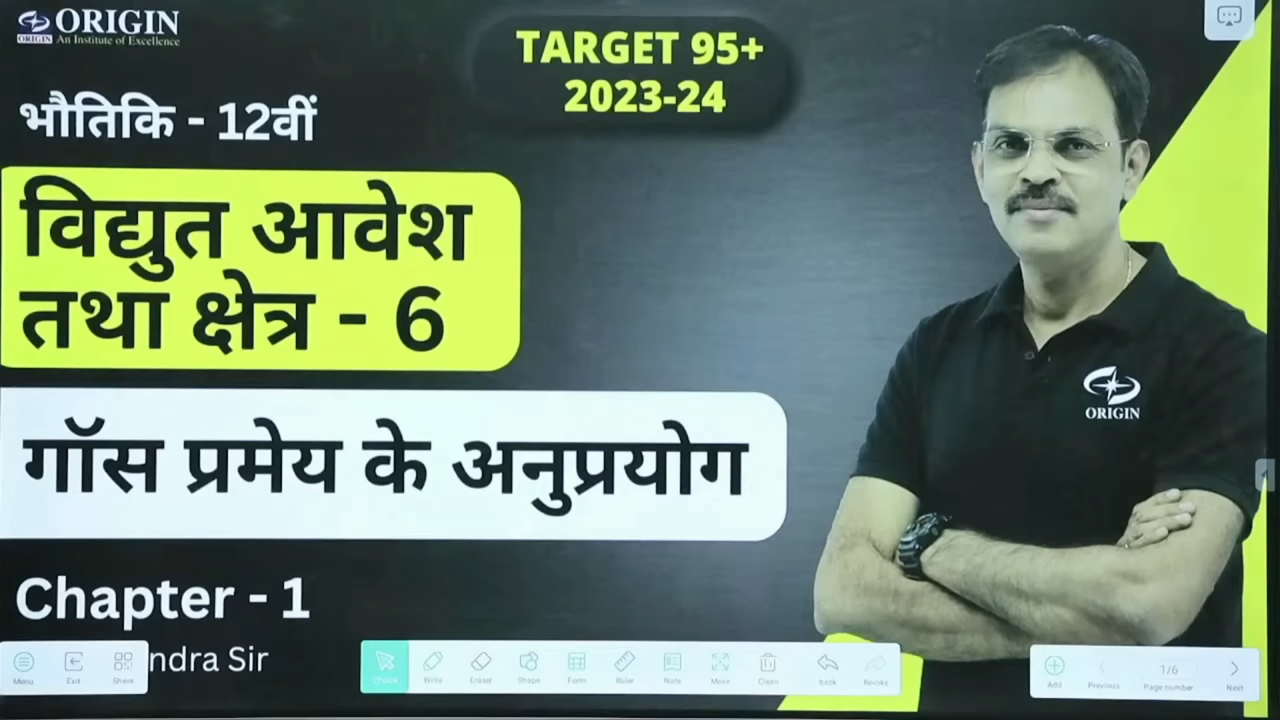 ORIGIN
ORIGIN
An Institute of Excellence
TARGET 95+
2023-24
भौतिकि - 12वीं
विद्युत आवेश
तथा क्षेत्र - 6
गॉस प्रमेय के अनुप्रयोग
ORIGIN
Chapter - 1
ndra Sir
Menu
Exit
Share
Choice
Write
Eraser
Shape
Form
Ruler
Note
Move
Clean
back
Revoke
Add
Previous
1/6
Page number
Next